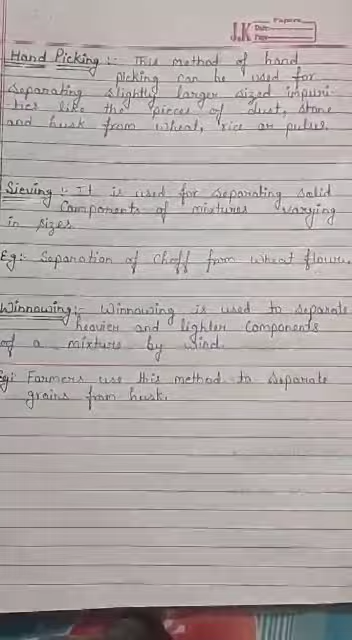 J.K Papers
Date:
Page:
Hand Picking :- This method of hand
picking can be used for
separating slightly larger sized impuri-
ties like the pieces of dust, stone
and husk from wheat, rice or pulses.
Sieving :- It is used for separating solid
components of mixtures varying
in sizes
Eg:- Separation of chaff from wheat flour.
Winnowing:- Winnowing is used to separate
heavier and lighter components
of a mixture by wind.
Eg: Farmers use this method to separate
grains from husk.